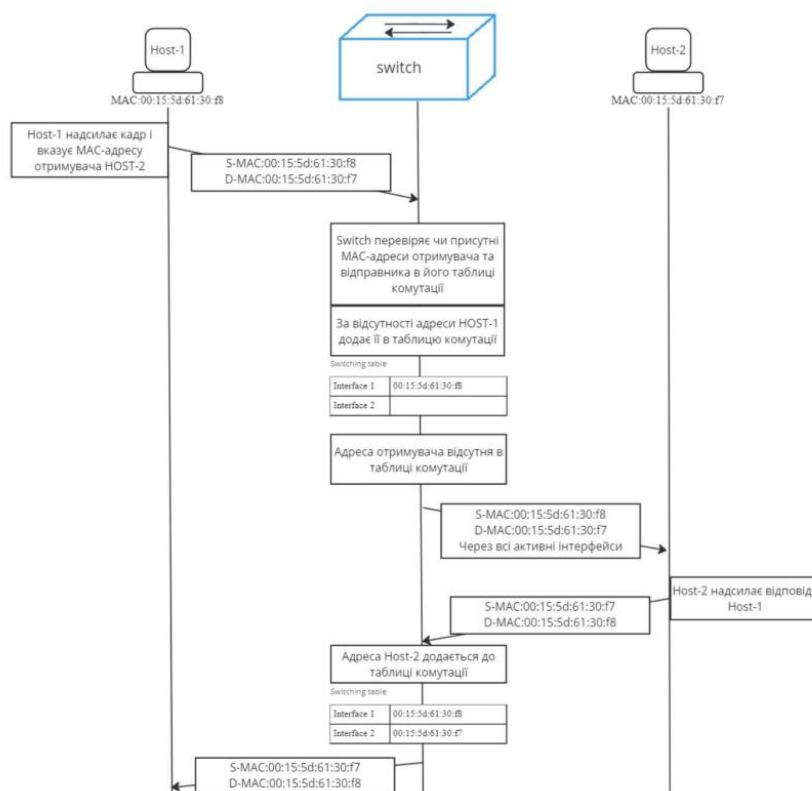 Host-1
switch
Host-2
MAC:00:15:5d:61:30:f8
MAC:00:15:5d:61:30:f7
Host-1 надсилає кадр і
вказує MAC-адресу
отримувача HOST-2
S-MAC:00:15:5d:61:30:f8
D-MAC:00:15:5d:61:30:f7
Switch перевіряє чи присутні
MAC-адреси отримувача та
відправника в його таблиці
комутації
За відсутності адреси HOST-1
додає її в таблицю комутації
Switching table
Interface 1 00:15:5d:61:30:f8
Interface 2
Адреса отримувача відсутня в
таблиці комутації
S-MAC:00:15:5d:61:30:f8
D-MAC:00:15:5d:61:30:f7
Через всі активні інтерфейси
Host-2 надсилає відповід
Host-1
S-MAC:00:15:5d:61:30:f7
D-MAC:00:15:5d:61:30:f8
Адреса Host-2 додається до
таблиці комутації
Switching table
Interface 1 00:15:5d:61:30:f8
Interface 2 00:15:5d:61:30:f7
S-MAC:00:15:5d:61:30:f7
D-MAC:00:15:5d:61:30:f8